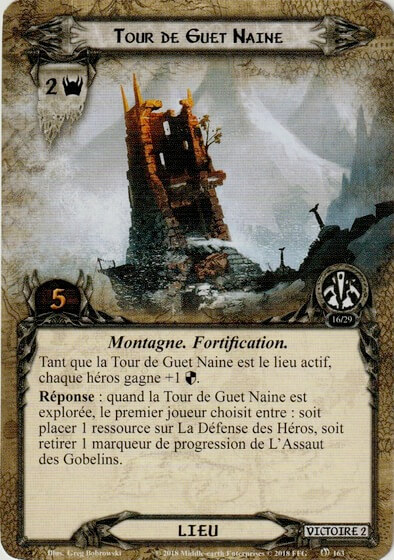 Tour de Guet Naine
2
5
16/29
Montagne. Fortification.
Tant que la Tour de Guet Naine est le lieu actif,
chaque héros gagne +1 .
Réponse : quand la Tour de Guet Naine est
explorée, le premier joueur choisit entre : soit
placer 1 ressource sur La Défense des Héros, soit
retirer 1 marqueur de progression de L'Assaut
des Gobelins.
LIEU
VICTOIRE 2
Illus. Greg Bobrowski
© 2018 Middle-earth Enterprises © 2018 FFG
163